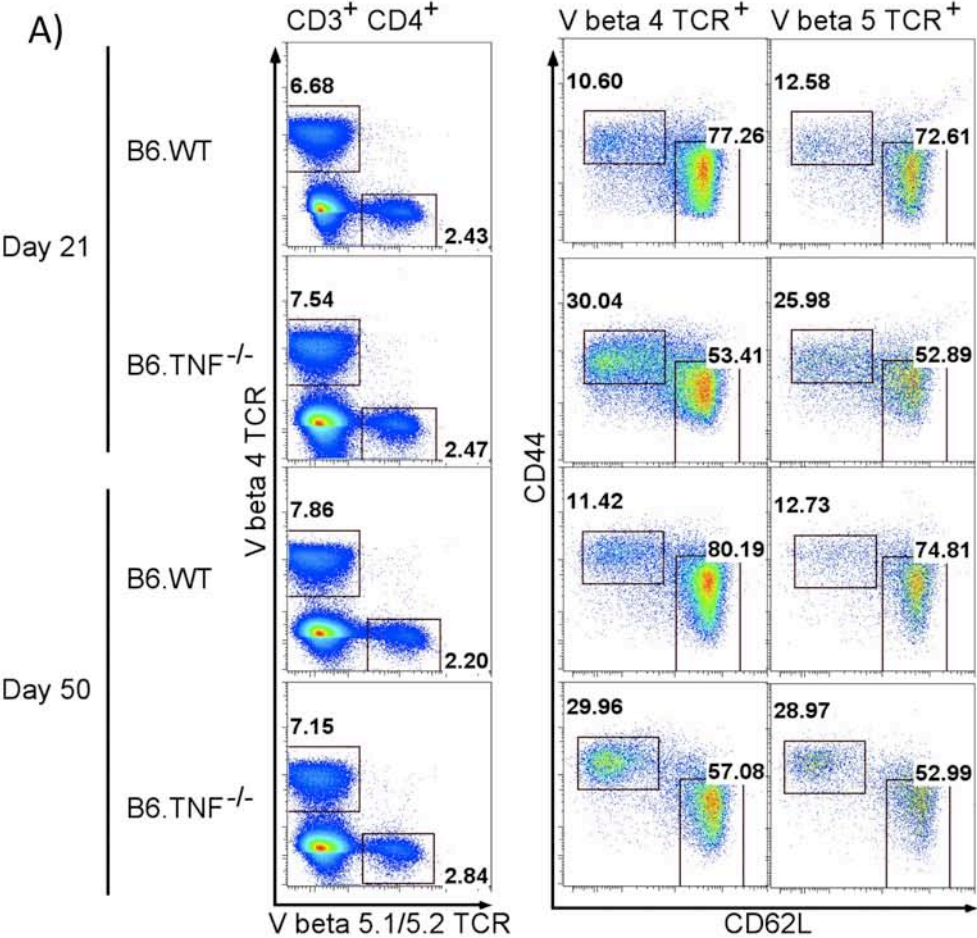 A)
CD3+ CD4+
V beta 4 TCR+
V beta 5 TCR+
Day 21
B6.WT
6.68
2.43
10.60
77.26
12.58
72.61
B6.TNF-/-
7.54
2.47
30.04
53.41
25.98
52.89
Day 50
B6.WT
7.86
2.20
11.42
80.19
12.73
74.81
B6.TNF-/-
7.15
2.84
29.96
57.08
28.97
52.99
V beta 4 TCR
CD44
V beta 5.1/5.2 TCR
CD62L